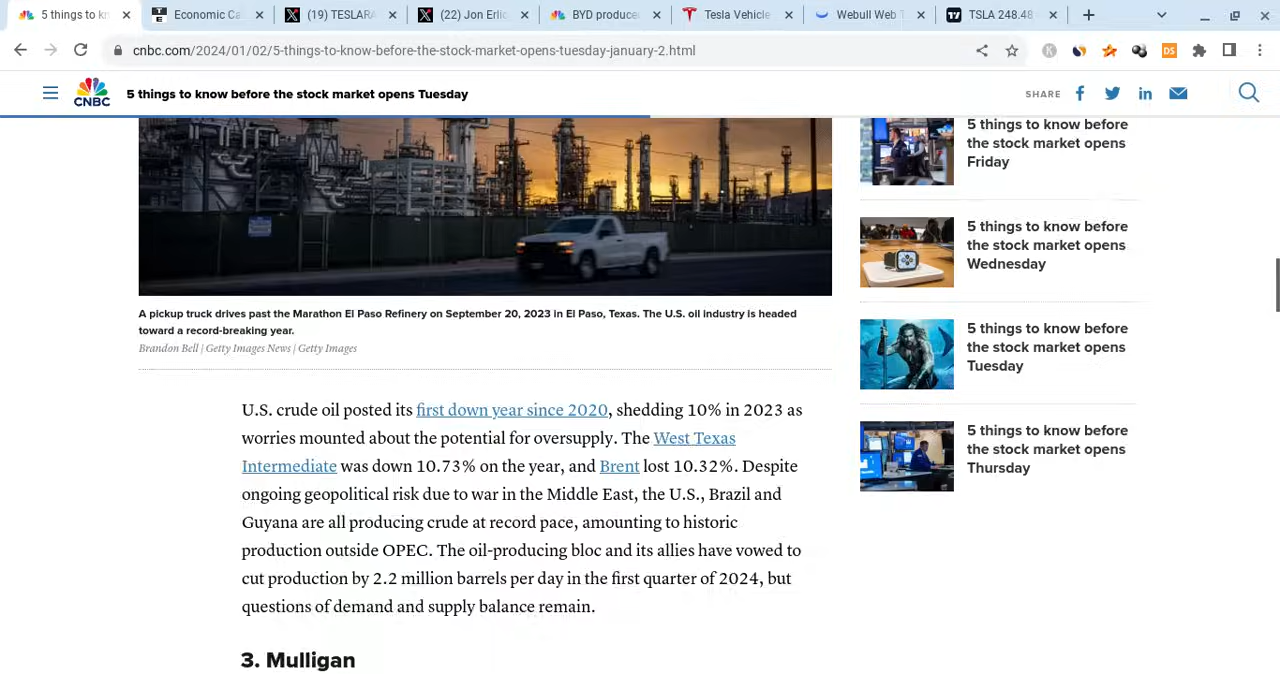 5 things to kn
Economic Ca
(19) TESLARA
(22) Jon Erlic
BYD produce
Tesla Vehicle
Webull Web T
TSLA 248.48
cnbc.com/2024/01/02/5-things-to-know-before-the-stock-market-opens-tuesday-january-2.html
DS
CNBC
5 things to know before the stock market opens Tuesday
SHARE
A pickup truck drives past the Marathon El Paso Refinery on September 20, 2023 in El Paso, Texas. The U.S. oil industry is headed
toward a record-breaking year.
Brandon Bell | Getty Images News | Getty Images
U.S. crude oil posted its first down year since 2020, shedding 10% in 2023 as
worries mounted about the potential for oversupply. The West Texas
Intermediate was down 10.73% on the year, and Brent lost 10.32%. Despite
ongoing geopolitical risk due to war in the Middle East, the U.S., Brazil and
Guyana are all producing crude at record pace, amounting to historic
production outside OPEC. The oil-producing bloc and its allies have vowed to
cut production by 2.2 million barrels per day in the first quarter of 2024, but
questions of demand and supply balance remain.
3. Mulligan
5 things to know before
the stock market opens
Friday
5 things to know before
the stock market opens
Wednesday
5 things to know before
the stock market opens
Tuesday
5 things to know before
the stock market opens
Thursday